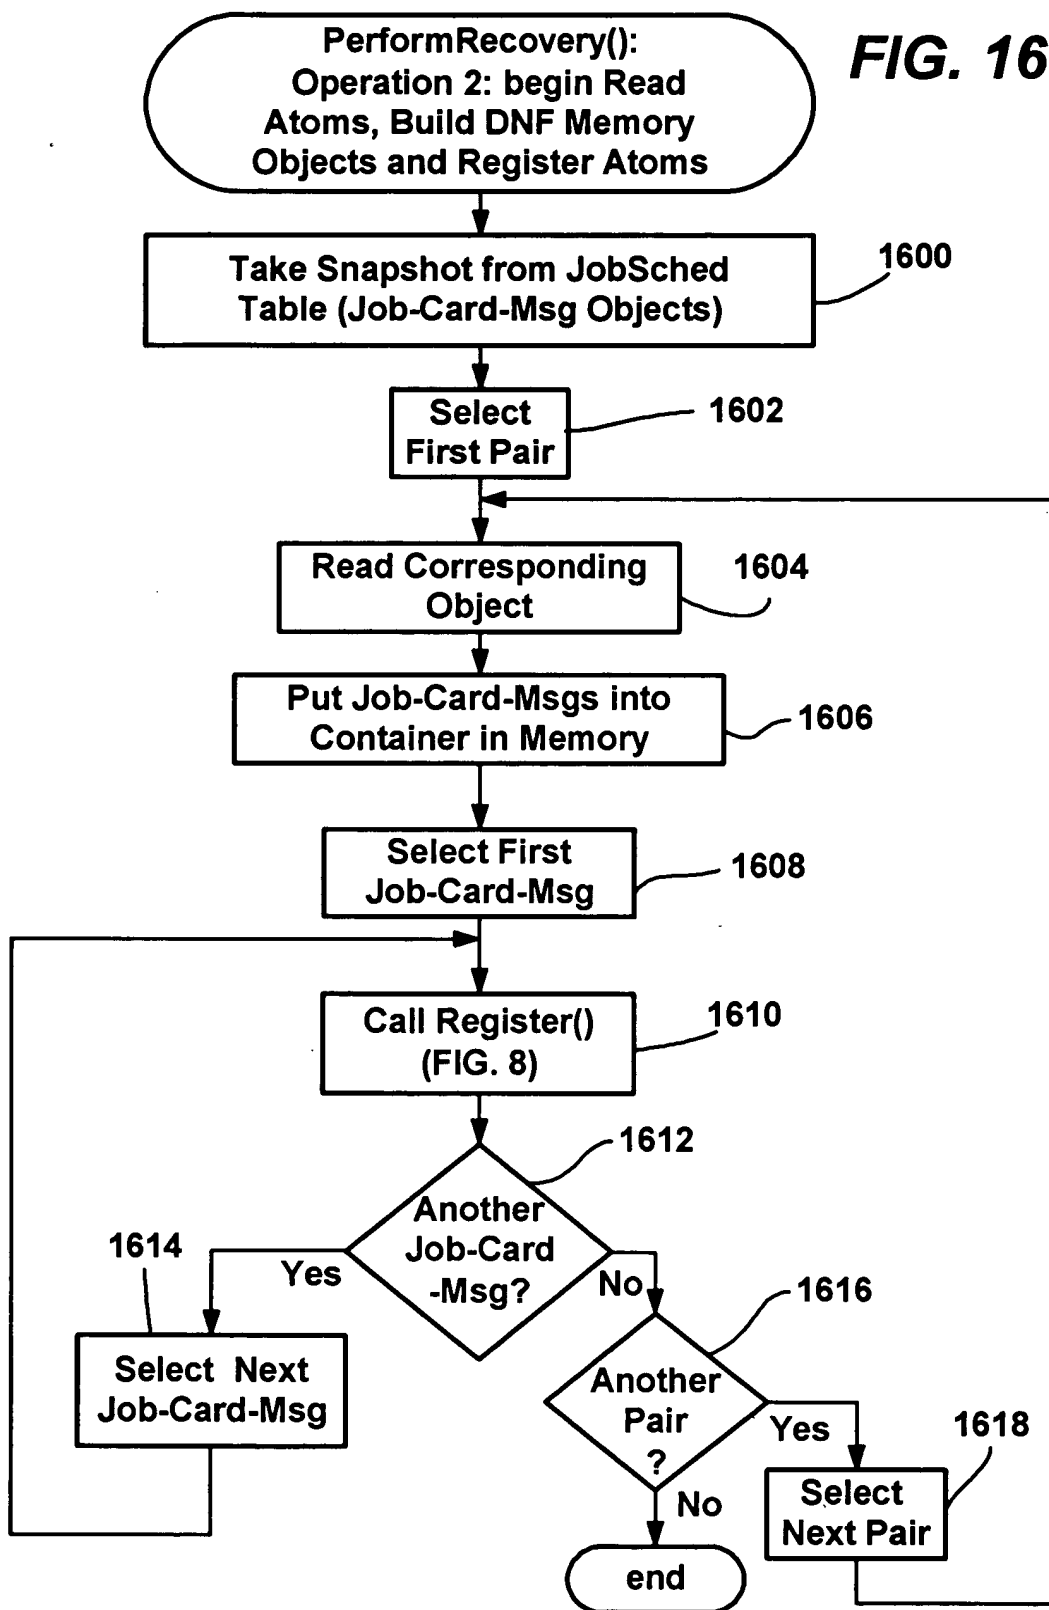 PerformRecovery():
Operation 2: begin Read
Atoms, Build DNF Memory
Objects and Register Atoms
FIG. 16
Take Snapshot from JobSched
Table (Job-Card-Msg Objects)
1600
Select
First Pair
1602
Read Corresponding
Object
1604
Put Job-Card-Msgs into
Container in Memory
1606
Select First
Job-Card-Msg
1608
Call Register()
(FIG. 8)
1610
Another
Job-Card
-Msg?
1612
Yes
No
1614
Select Next
Job-Card-Msg
1616
Another
Pair
?
Yes
No
1618
Select
Next Pair
end